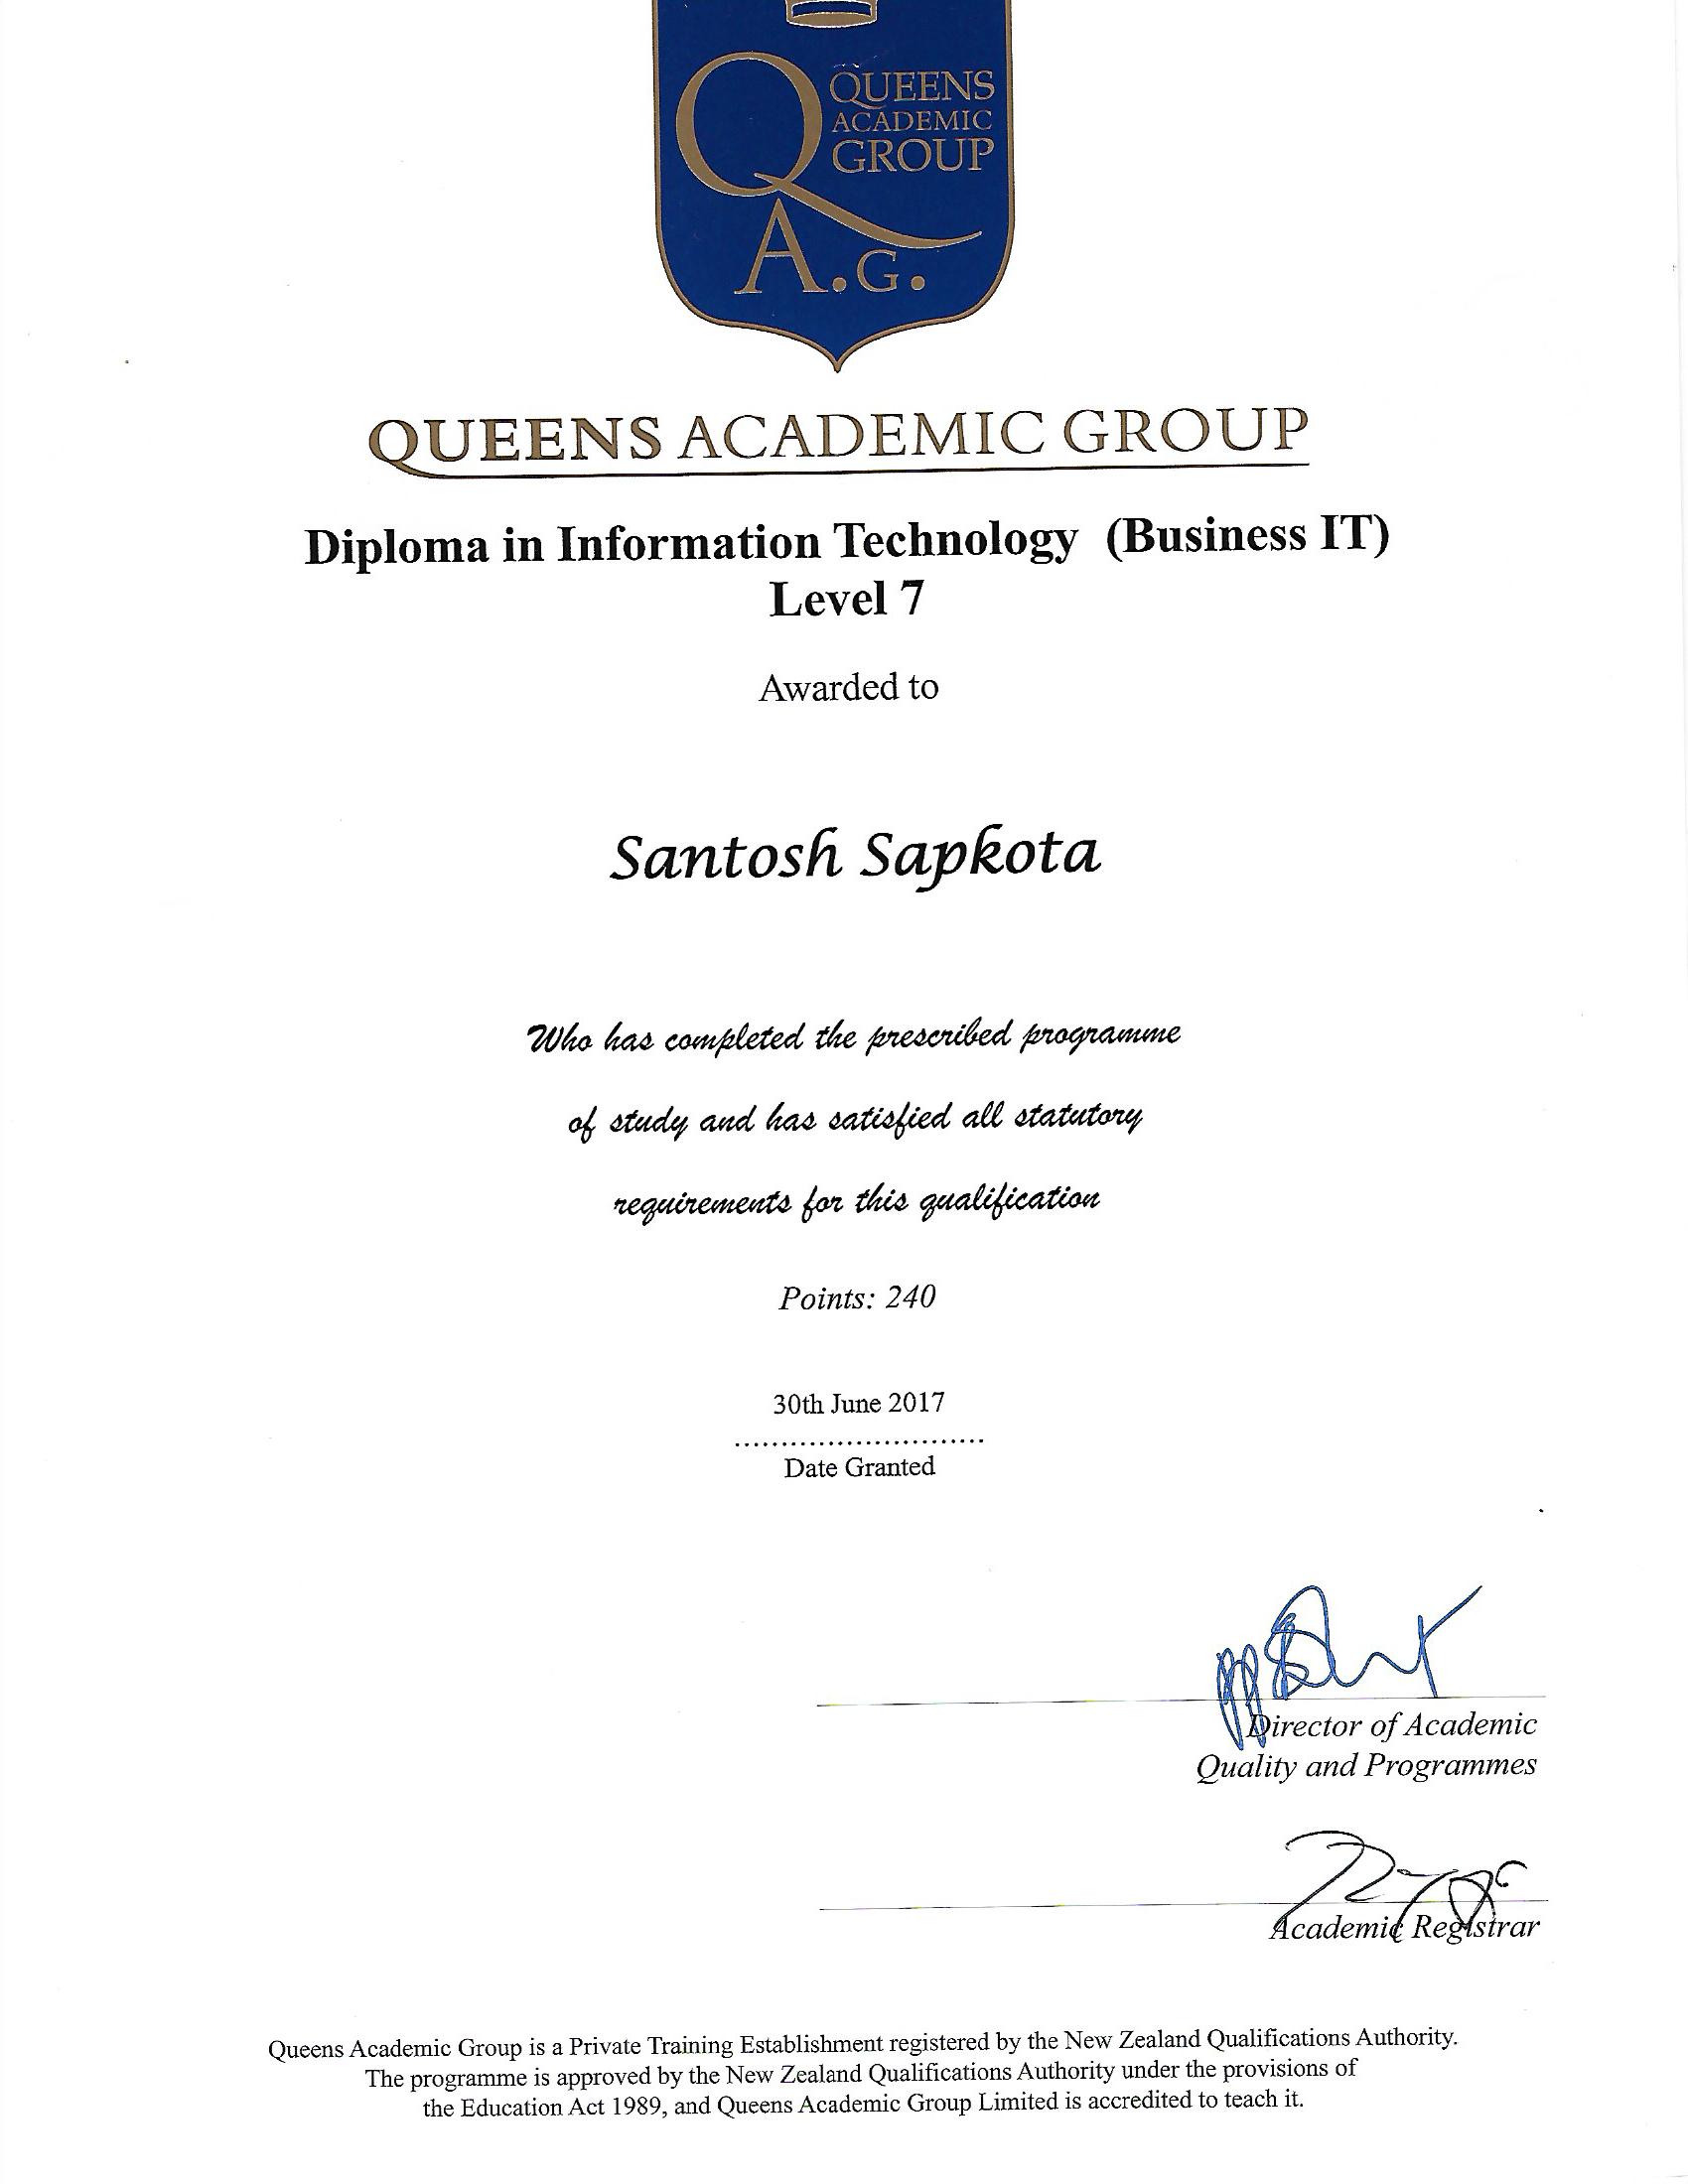 QUEENS
ACADEMIC
GROUP
Q
A.G.
QUEENS ACADEMIC GROUP
Diploma in Information Technology (Business IT)
Level 7
Awarded to
Santosh Sapkota
Who has completed the prescribed programme
of study and has satisfied all statutory
requirements for this qualification
Points: 240
30th June 2017
...........................
Date Granted
Director of Academic
Quality and Programmes
Academic Registrar
Queens Academic Group is a Private Training Establishment registered by the New Zealand Qualifications Authority.
The programme is approved by the New Zealand Qualifications Authority under the provisions of
the Education Act 1989, and Queens Academic Group Limited is accredited to teach it.